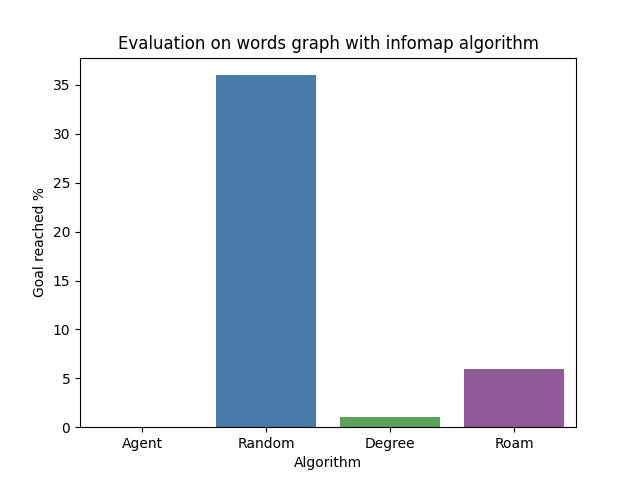 Evaluation on words graph with infomap algorithm
Goal reached %
35
30
25
20
15
10
5
0
Agent Random Degree Roam
Algorithm